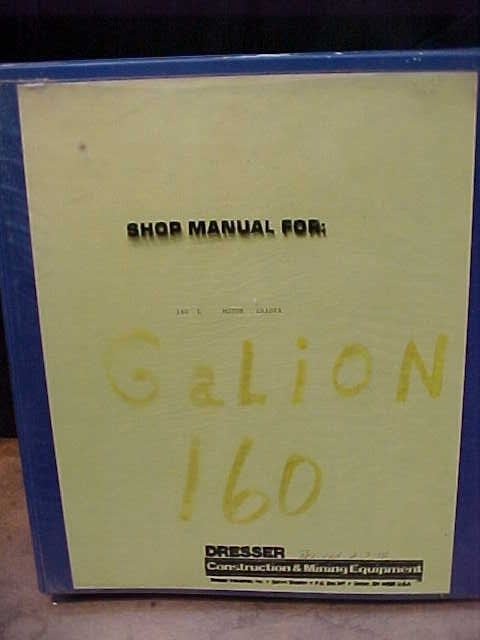 SHOP MANUAL FOR:
160 L MOTOR GRADER
GaLiON
160
DRESSER
Construction & Mining Equipment